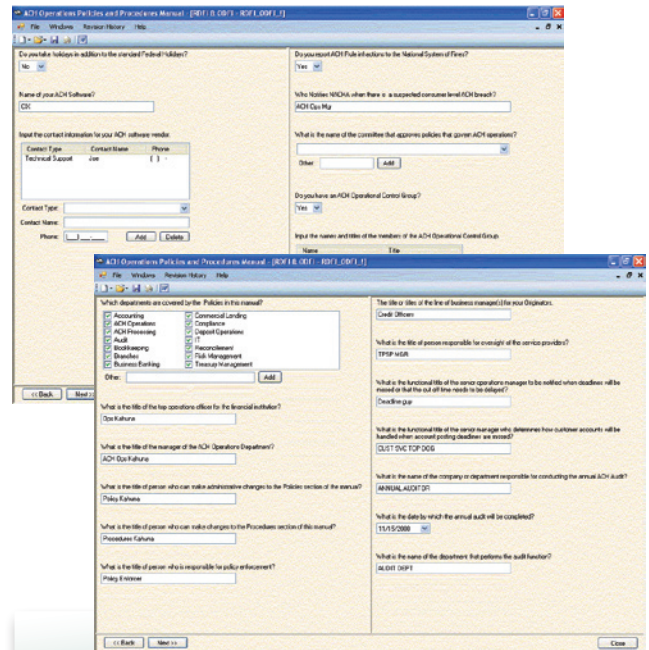 ACH Operations Policies and Procedures Manual - [RDFI & ODFI - RDFI_ODFI_1]
File Windows Revision History Help
Do you take holidays in addition to the standard Federal Holidays?
No
Name of your ACH Software?
Input the contact information for your ACH software vendor.
Contact Type Contact Name Phone
Technical Support Joe ( ) -
Contact Type:
Contact Name:
Phone: (___) ___-____ Add Delete
<< Back Next >>
Do you report ACH Rule infractions to the National System of Fines?
Yes
Who Notifies NACHA when there is a suspected consumer level ACH breach?
ACH Ops Mgr
What is the name of the committee that approves policies that govern ACH operations?
Other: Add
Do you have an ACH Operational Control Group?
Yes
Input the names and titles of the members of the ACH Operational Control Group.
Name Title
ACH Operations Policies and Procedures Manual - [RDFI & ODFI - RDFI_ODFI_1]
File Windows Revision History Help
Which departments are covered by the Policies in this manual?
Accounting Commercial Lending
ACH Operations Compliance
ACH Processing Deposit Operations
Audit IT
Bookkeeping Reconcilement
Branches Risk Management
Business Banking Treasury Management
Other: Add
What is the title of the top operations officer for the financial institution?
Ops Kahuna
What is the title of the manager of the ACH Operations Department?
ACH Ops Kahuna
What is the title of person who can make administrative changes to the Policies section of the manual?
Policy Kahuna
What is the title of person who can make changes to the Procedures section of this manual?
Procedures Kahuna
What is the title of person who is responsible for policy enforcement?
Policy Enforcer
The title or titles of the line of business manager(s) for your Originators.
Credit Officers
What is the title of person responsible for oversight of the service providers?
TPSP MGR
What is the functional title of the senior operations manager to be notified when deadlines will be
missed or that the cut off time needs to be delayed?
Deadline guy
What is the functional title of the senior manager who determines how customer accounts will be
handled when account posting deadlines are missed?
CUST SVC TOP DOG
What is the name of the company or department responsible for conducting the annual ACH Audit?
ANNUAL AUDITOR
What is the date by which the annual audit will be completed?
11/15/2008
What is the name of the department that performs the audit function?
AUDIT DEPT
<< Back Next >> Close